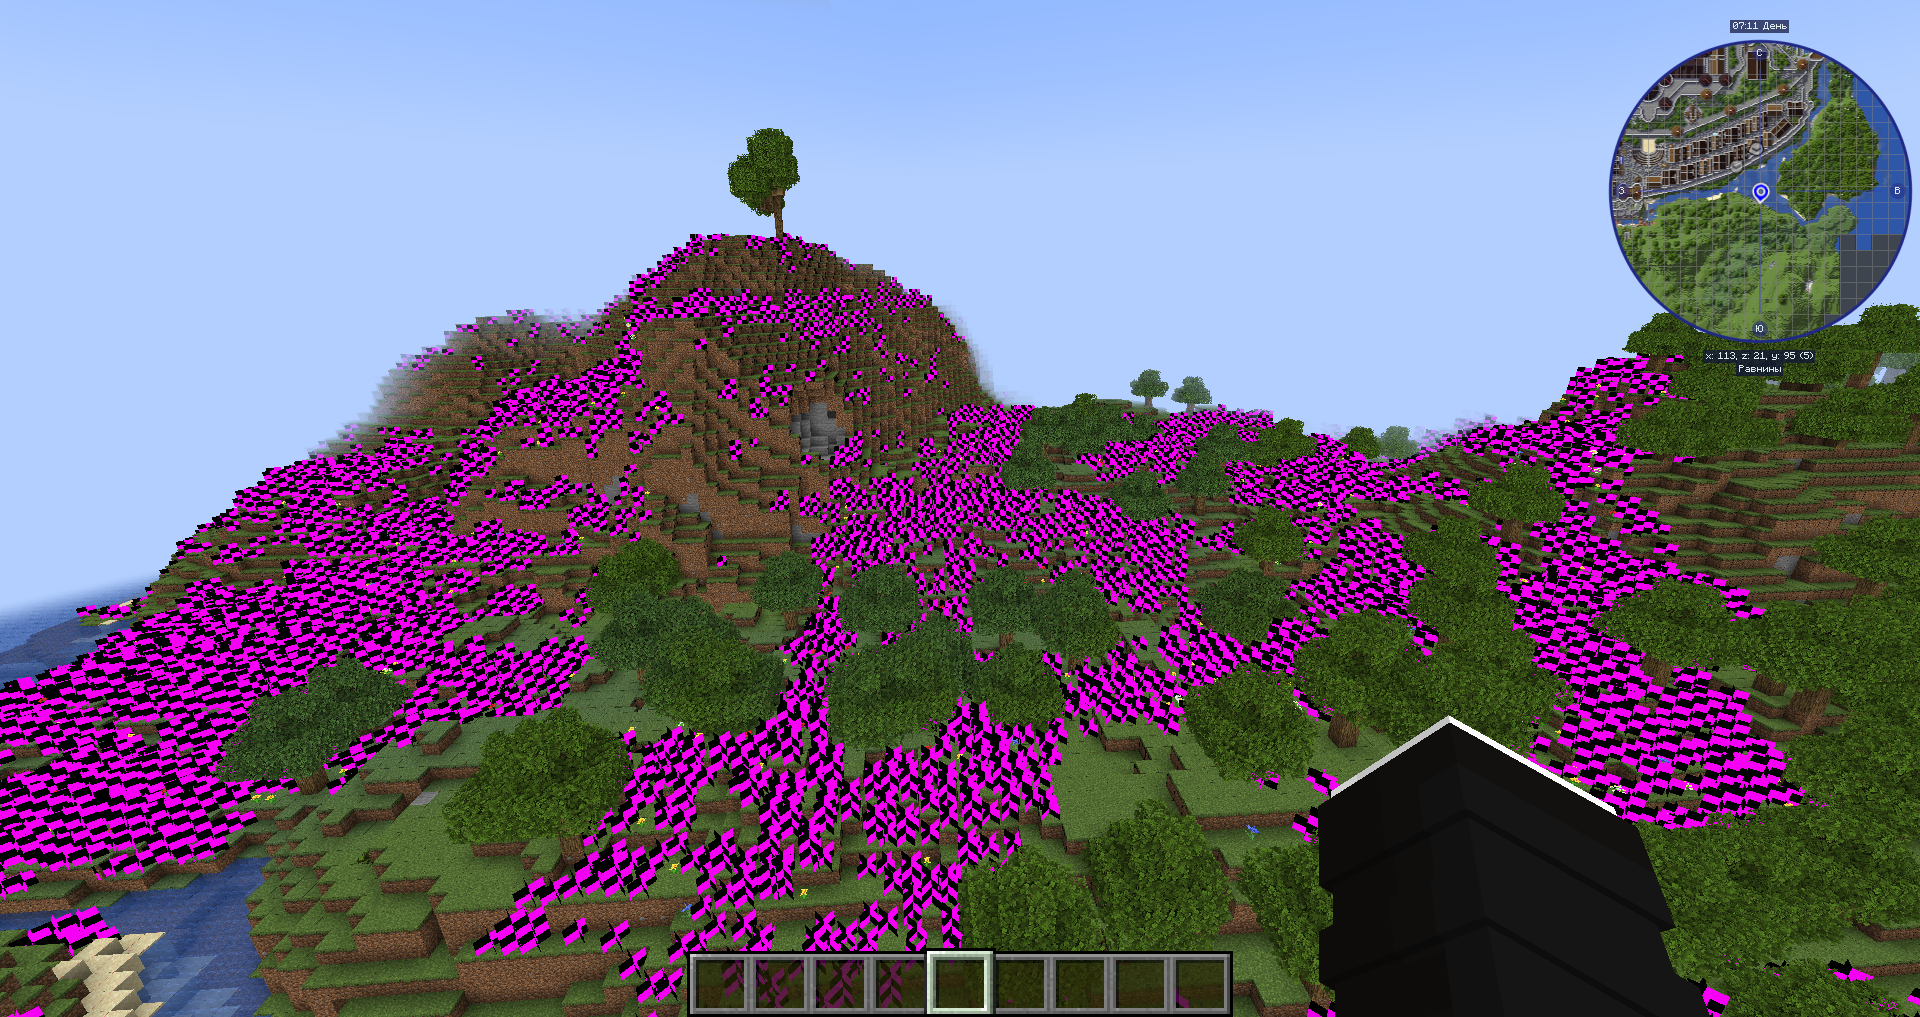 07:11 День
С
З
В
Ю
x: 113, z: 21, y: 95 (5)
Равнины